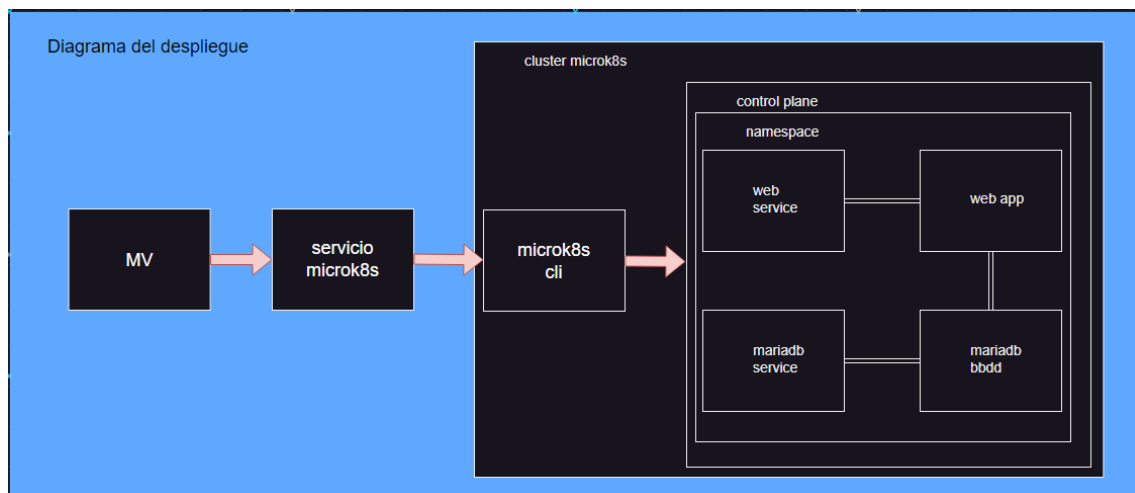 Diagrama del despliegue
cluster microk8s
control plane
namespace
web
service
web app
MV
servicio
microk8s
microk8s
cli
mariadb
service
mariadb
bbdd